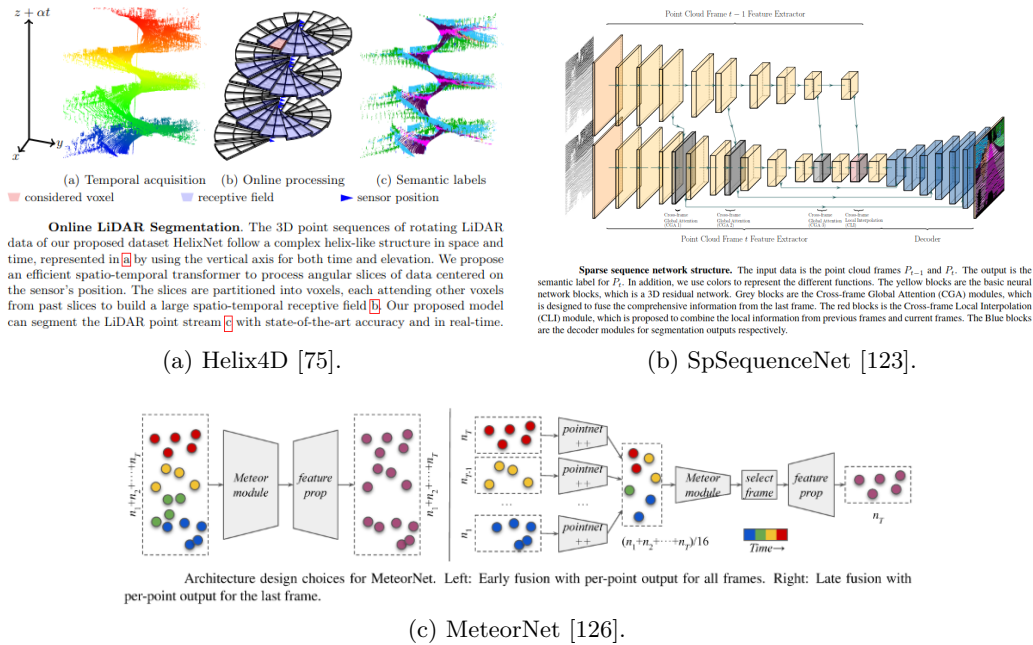 z + αt
y
x
(a) Temporal acquisition
(b) Online processing
(c) Semantic labels
considered voxel
receptive field
sensor position
Online LiDAR Segmentation. The 3D point sequences of rotating LiDAR
data of our proposed dataset HelixNet follow a complex helix-like structure in space and
time, represented in a by using the vertical axis for both time and elevation. We propose
an efficient spatio-temporal transformer to process angular slices of data centered on
the sensor's position. The slices are partitioned into voxels, each attending other voxels
from past slices to build a large spatio-temporal receptive field b. Our proposed model
can segment the LiDAR point stream c with state-of-the-art accuracy and in real-time.
(a) Helix4D [75].
Point Cloud Frame t − 1 Feature Extractor
Cross-frame
Global Attention
(CGA 1)
Cross-frame
Global Attention
(CGA 2)
Cross-frame
Global Attention
(CGA 3)
Cross-frame
Local Interpolation
(CLI)
Point Cloud Frame t Feature Extractor
Decoder
Sparse sequence network structure. The input data is the point cloud frames Pt−1 and Pt. The output is the
semantic label for Pt. In addition, we use colors to represent the different functions. The yellow blocks are the basic neural
network blocks, which is a 3D residual network. Grey blocks are the Cross-frame Global Attention (CGA) modules, which
is designed to fuse the comprehensive information from the last frame. The red blocks is the Cross-frame Local Interpolation
(CLI) module, which is proposed to combine the local information from previous frames and current frames. The Blue blocks
are the decoder modules for segmentation outputs respectively.
(b) SpSequenceNet [123].
n1+n2+···+nT
Meteor
module
feature
prop
n1+n2+···+nT
nT
nT-1
...
n1
pointnet
++
pointnet
++
...
pointnet
++
(n1+n2+···+nT)/16
Meteor
module
select
frame
feature
prop
nT
Time→
Architecture design choices for MeteorNet. Left: Early fusion with per-point output for all frames. Right: Late fusion with
per-point output for the last frame.
(c) MeteorNet [126].